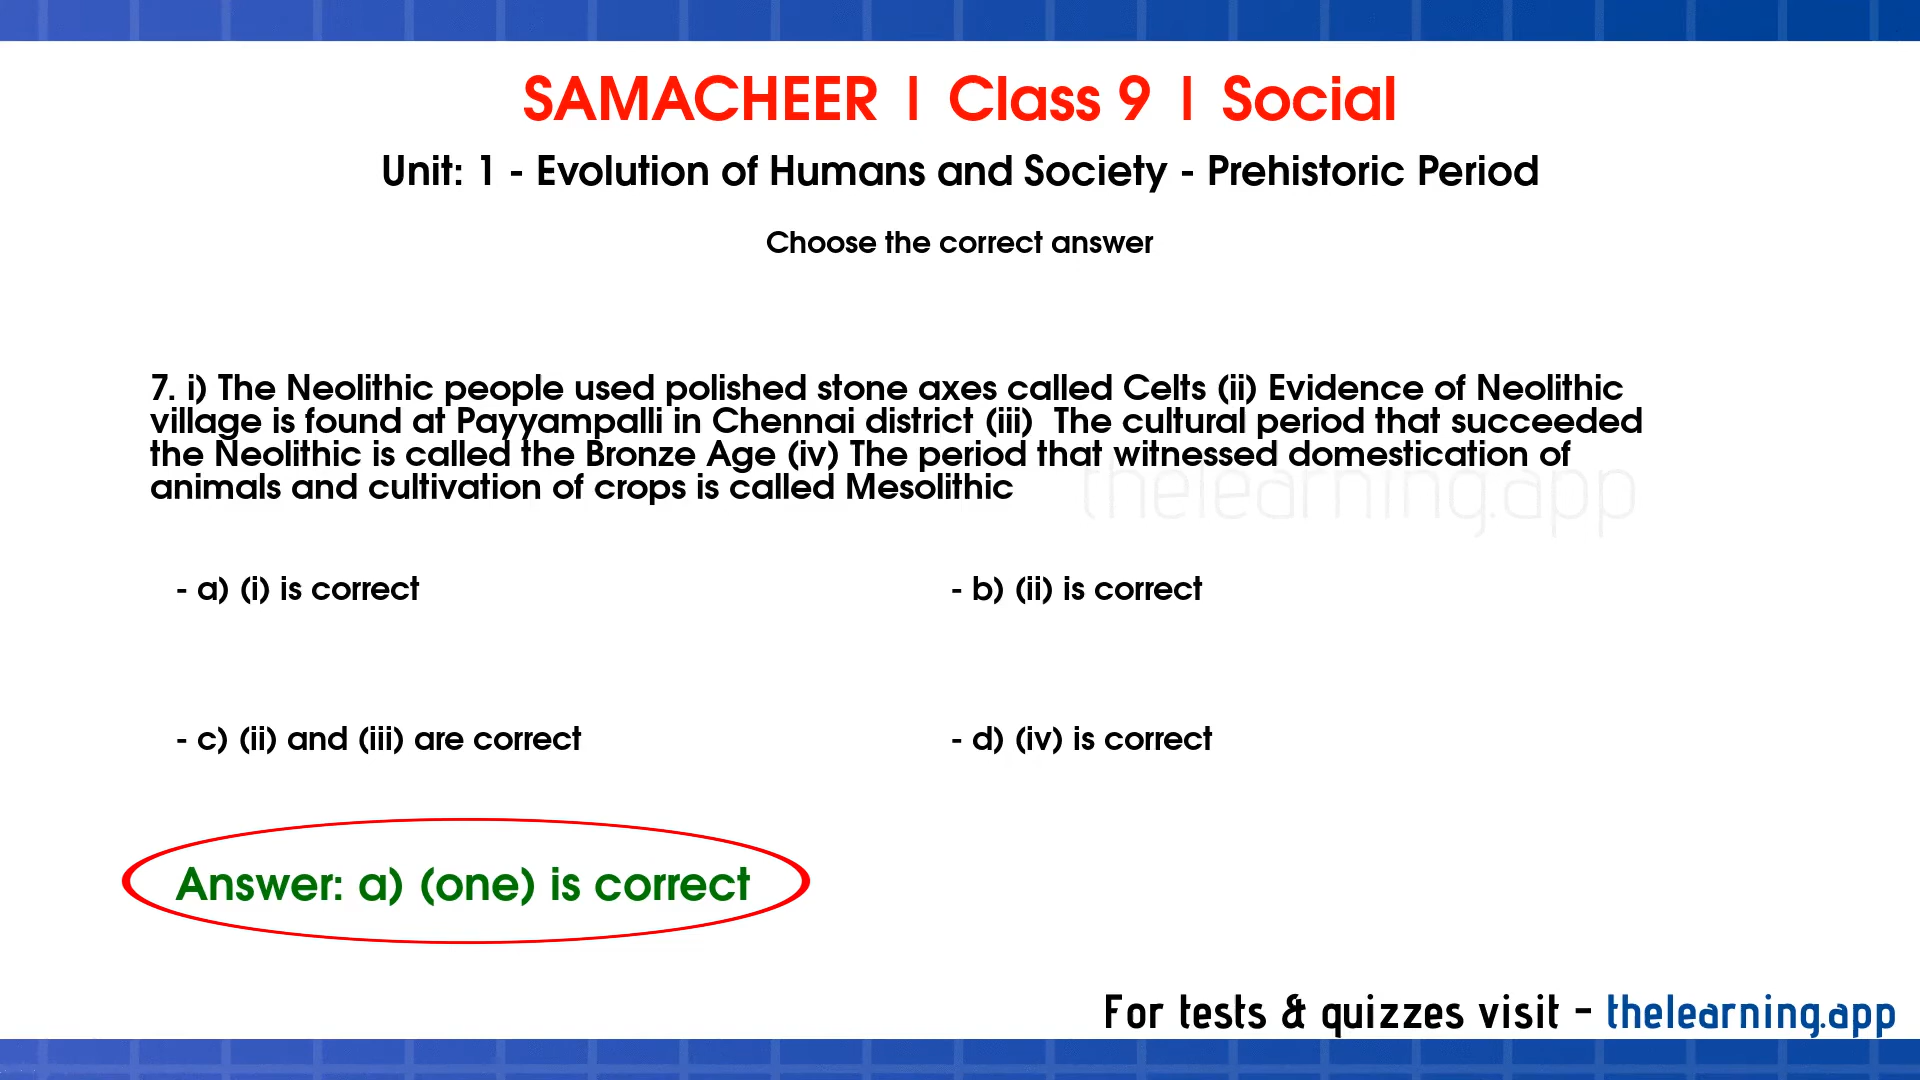 SAMACHEER | Class 9 | Social
Unit: 1 - Evolution of Humans and Society - Prehistoric Period
Choose the correct answer
7. i) The Neolithic people used polished stone axes called Celts (ii) Evidence of Neolithic
village is found at Payyampalli in Chennai district (iii)  The cultural period that succeeded
the Neolithic is called the Bronze Age (iv) The period that witnessed domestication of
animals and cultivation of crops is called Mesolithic
thelearning.app
- a) (i) is correct
- b) (ii) is correct
- c) (ii) and (iii) are correct
- d) (iv) is correct
Answer: a) (one) is correct
For tests & quizzes visit - thelearning.app